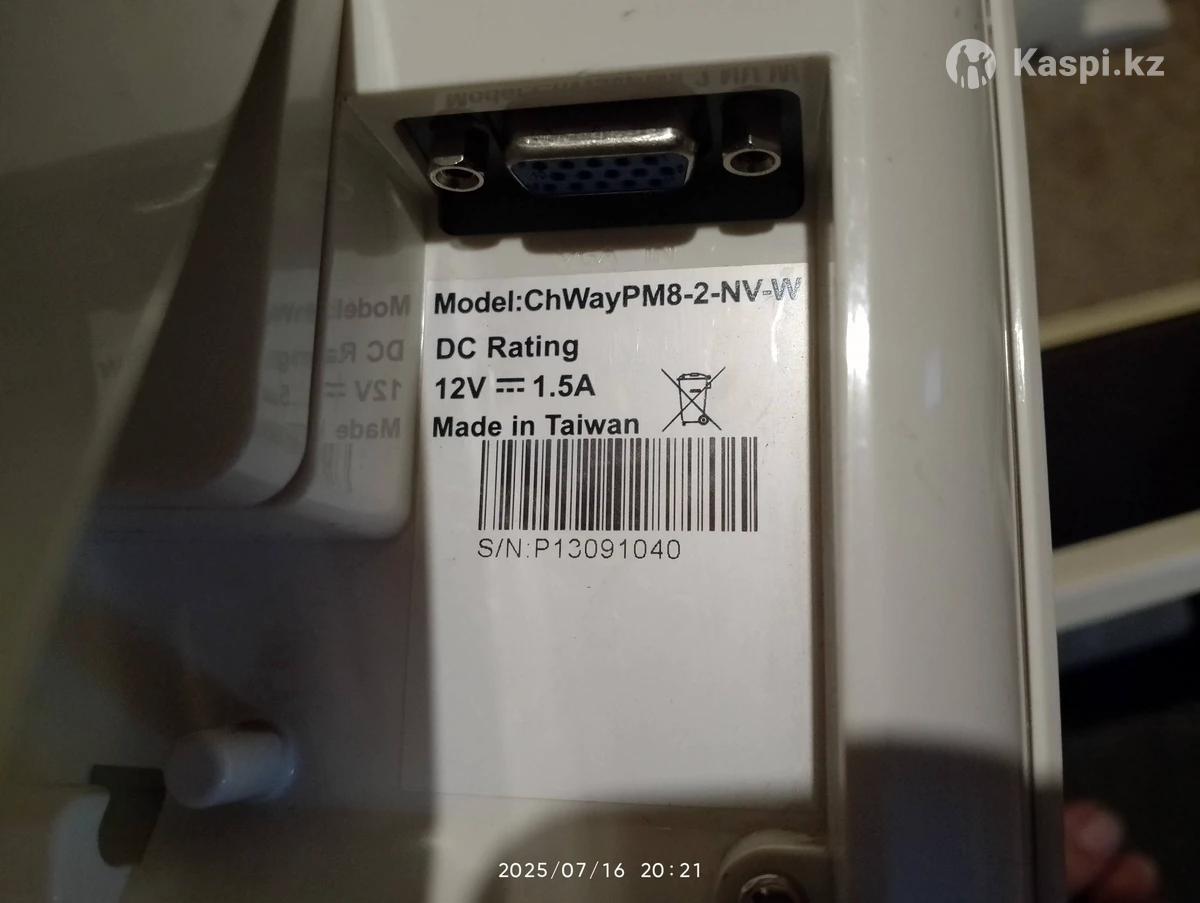 Kaspi.kz
Model:ChWayPM8-2-NV-W
DC Rating
12V ⎓ 1.5A
Made in Taiwan
S/N:P13091040
2025/07/16 20:21